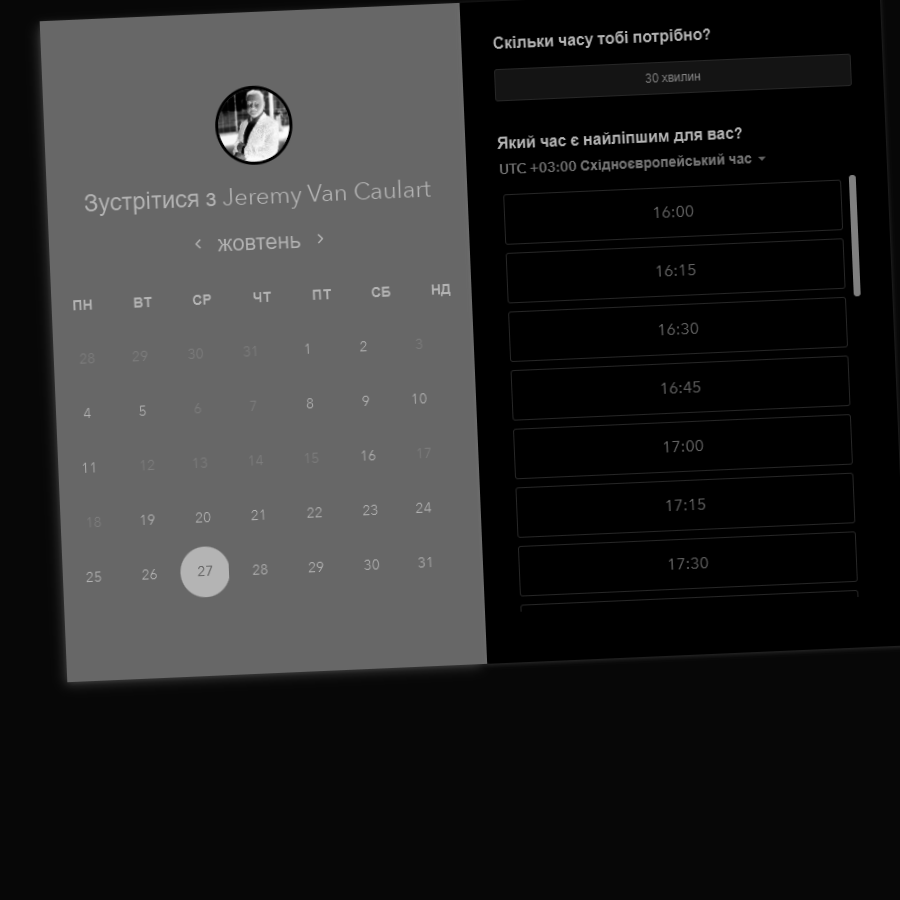 Зустрітися з Jeremy Van Caulart
жовтень
ПН ВТ СР ЧТ ПТ СБ НД
28 29 30 31 1 2 3
4 5 6 7 8 9 10
11 12 13 14 15 16 17
18 19 20 21 22 23 24
25 26 27 28 29 30 31
Скільки часу тобі потрібно?
30 хвилин
Який час є найліпшим для вас?
UTC +03:00 Східноєвропейський час
16:00
16:15
16:30
16:45
17:00
17:15
17:30